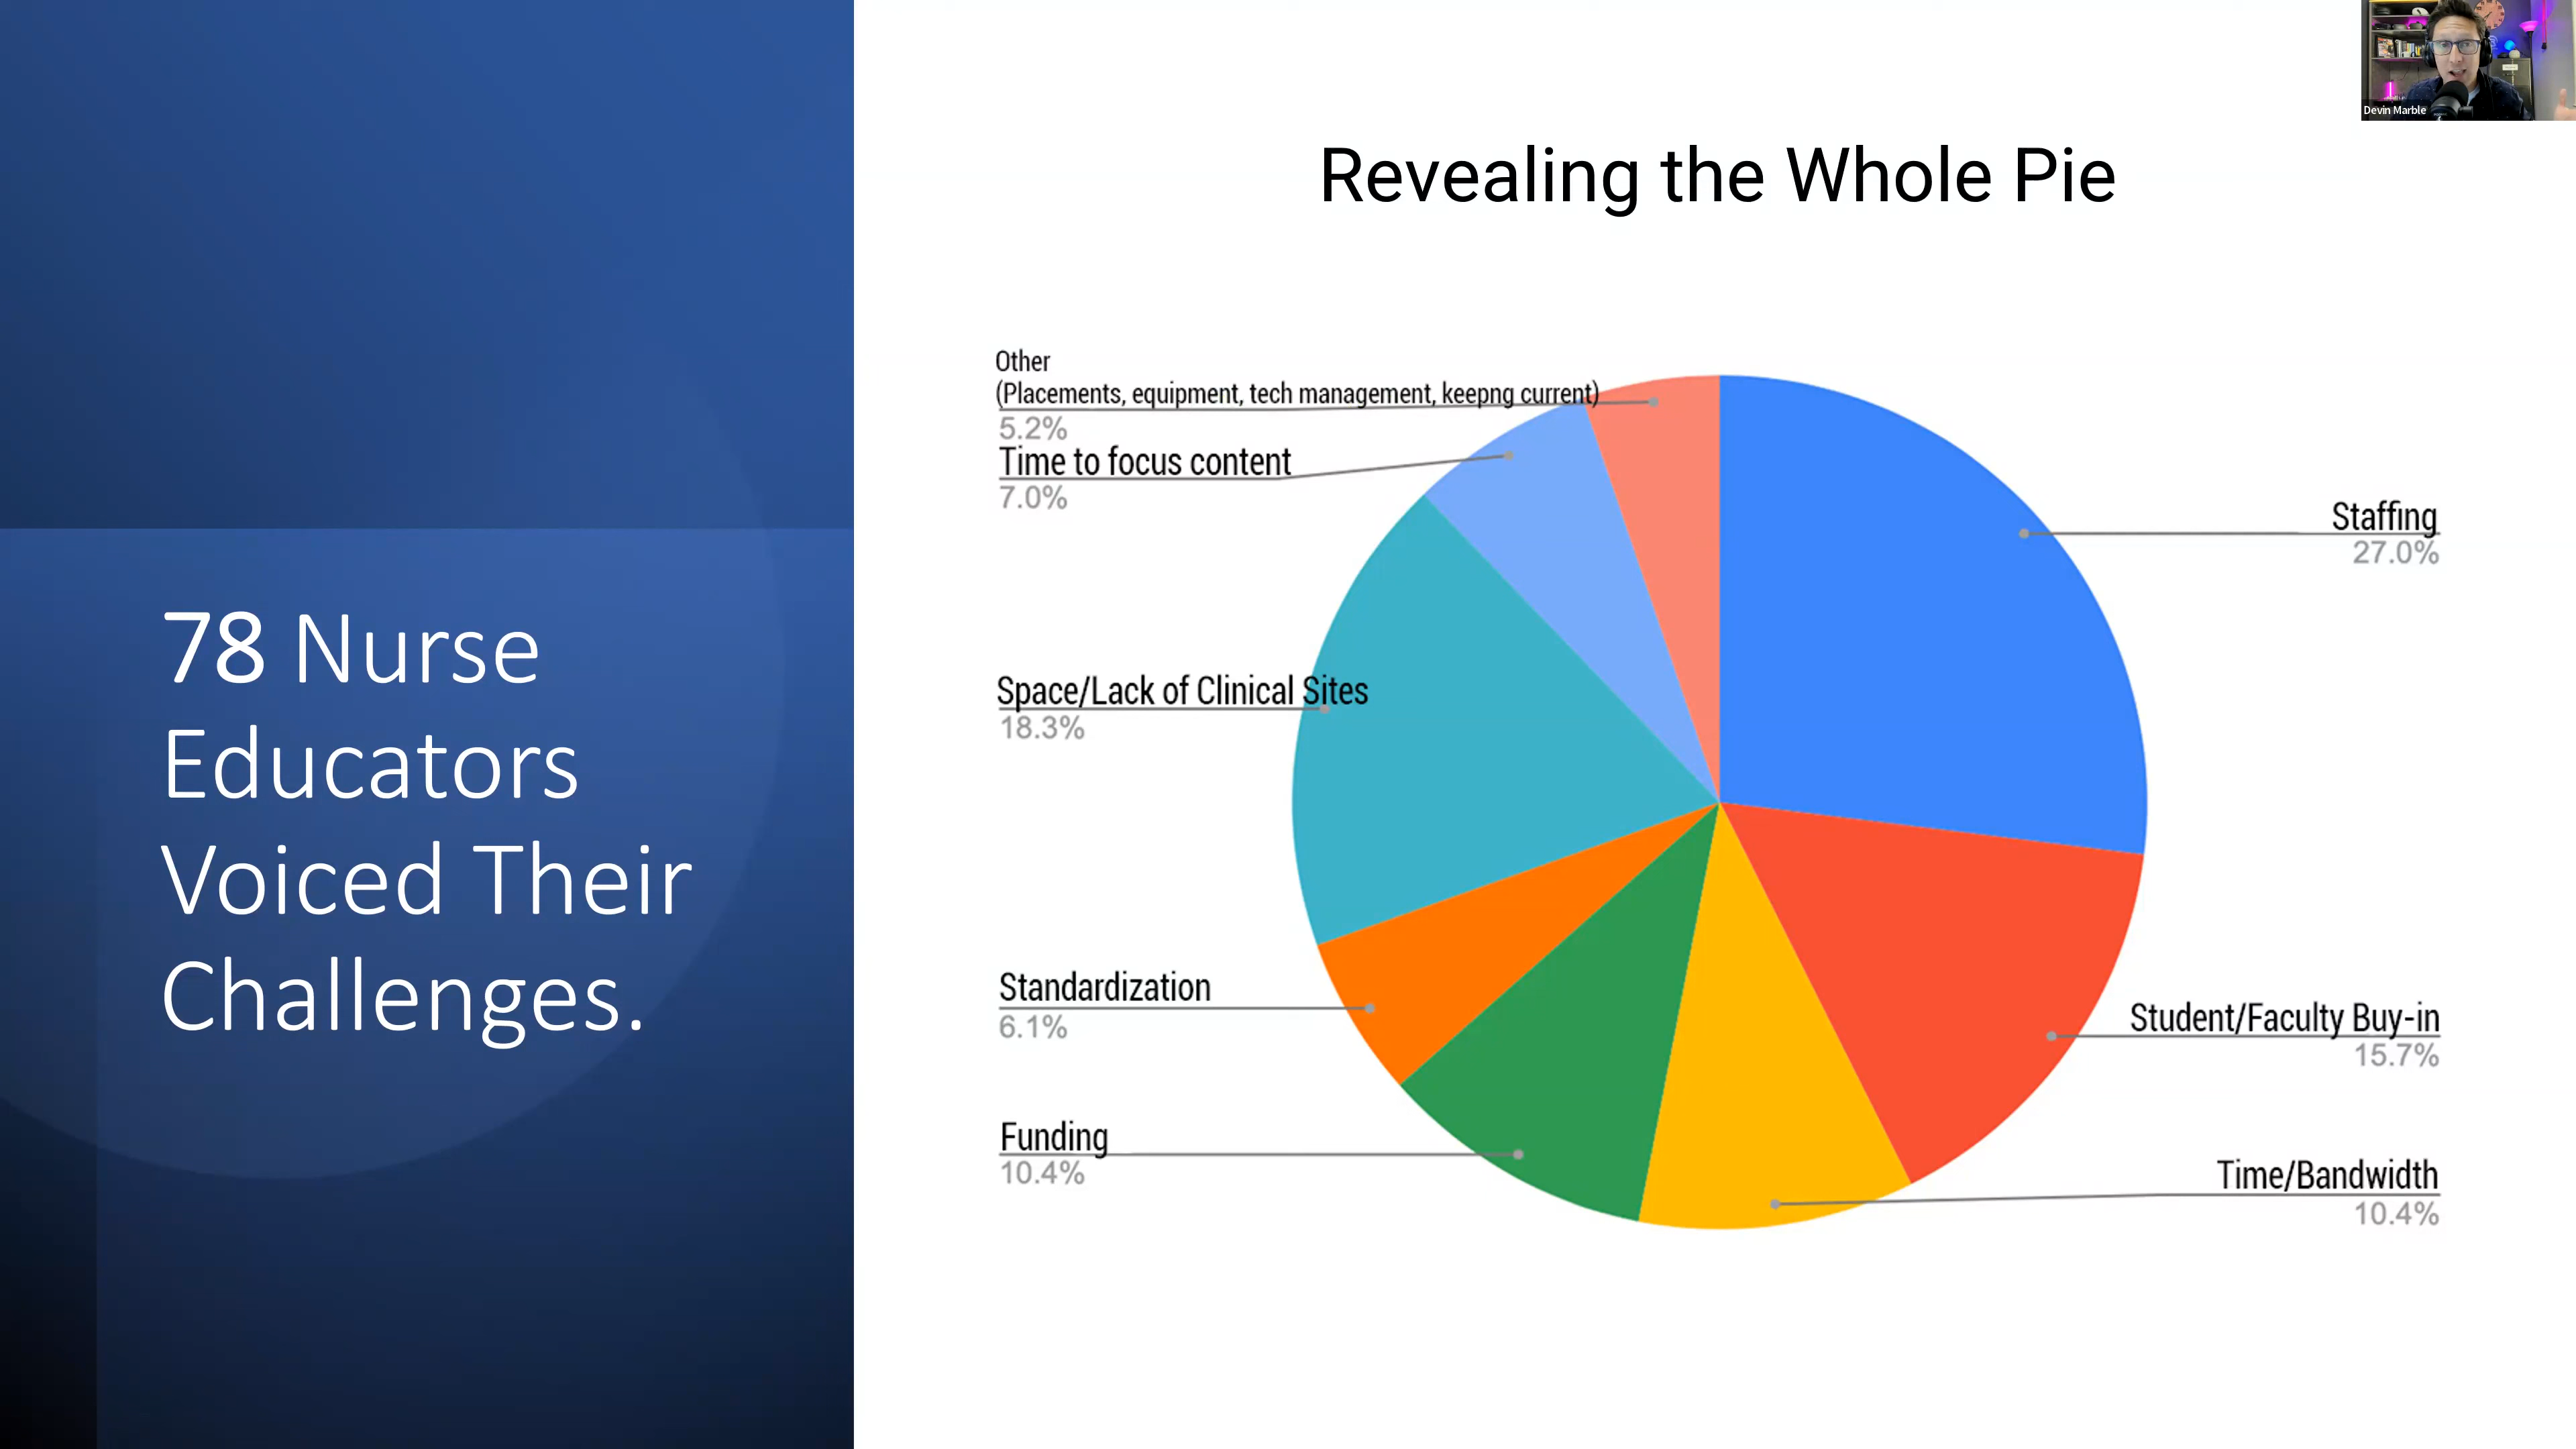 Devin Marble
Revealing the Whole Pie
78 Nurse
Educators
Voiced Their
Challenges.
Other
(Placements, equipment, tech management, keepng current)
5.2%
Time to focus content
7.0%
Space/Lack of Clinical Sites
18.3%
Standardization
6.1%
Funding
10.4%
Staffing
27.0%
Student/Faculty Buy-in
15.7%
Time/Bandwidth
10.4%